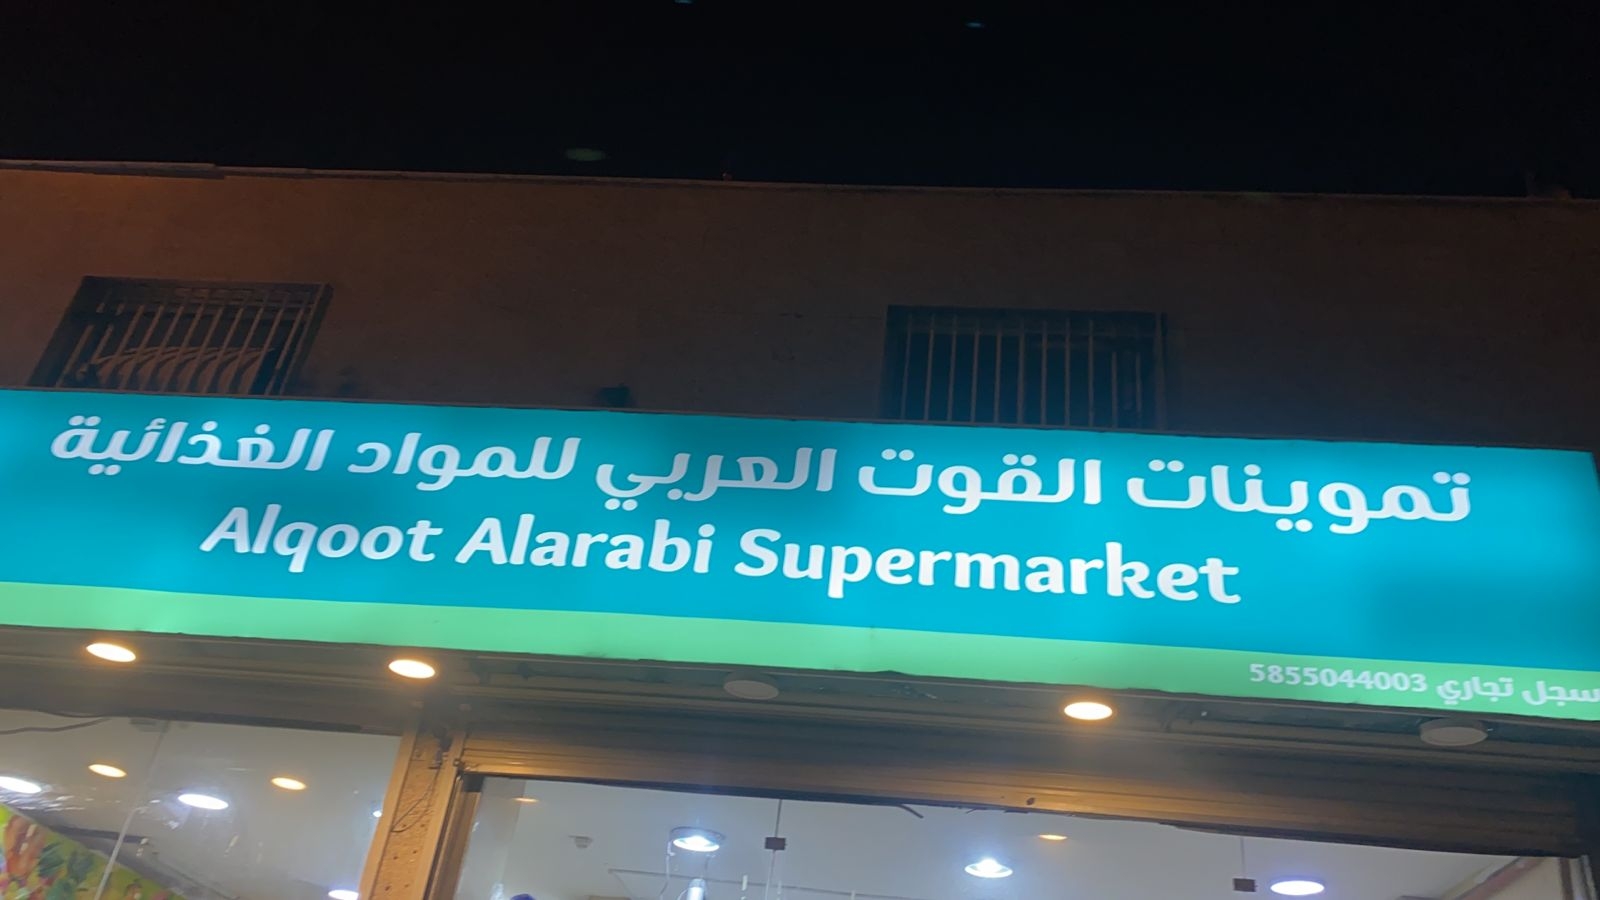 تموينات القوت العربي للمواد الغذائية
Alqoot Alarabi Supermarket
سجل تجاري 5855044003